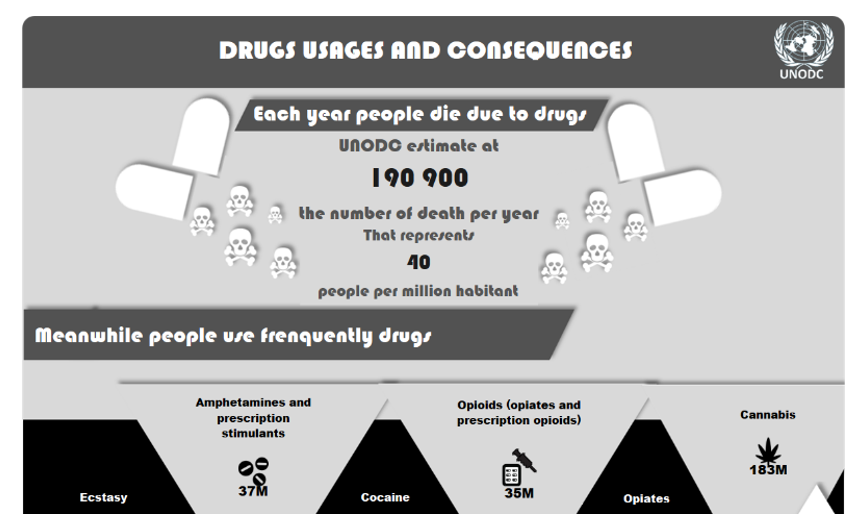 DRUGS USAGES AND CONSEQUENCES
UNODC
Each year people die due to drugs
UNODC estimate at
190 900
the number of death per year
That represents
40
people per million habitant
Meanwhile people use frenquently drugs
Amphetamines and
prescription
stimulants
37M
Opioids (opiates and
prescription opioids)
35M
Cannabis
183M
Ecstasy
Cocaine
Opiates